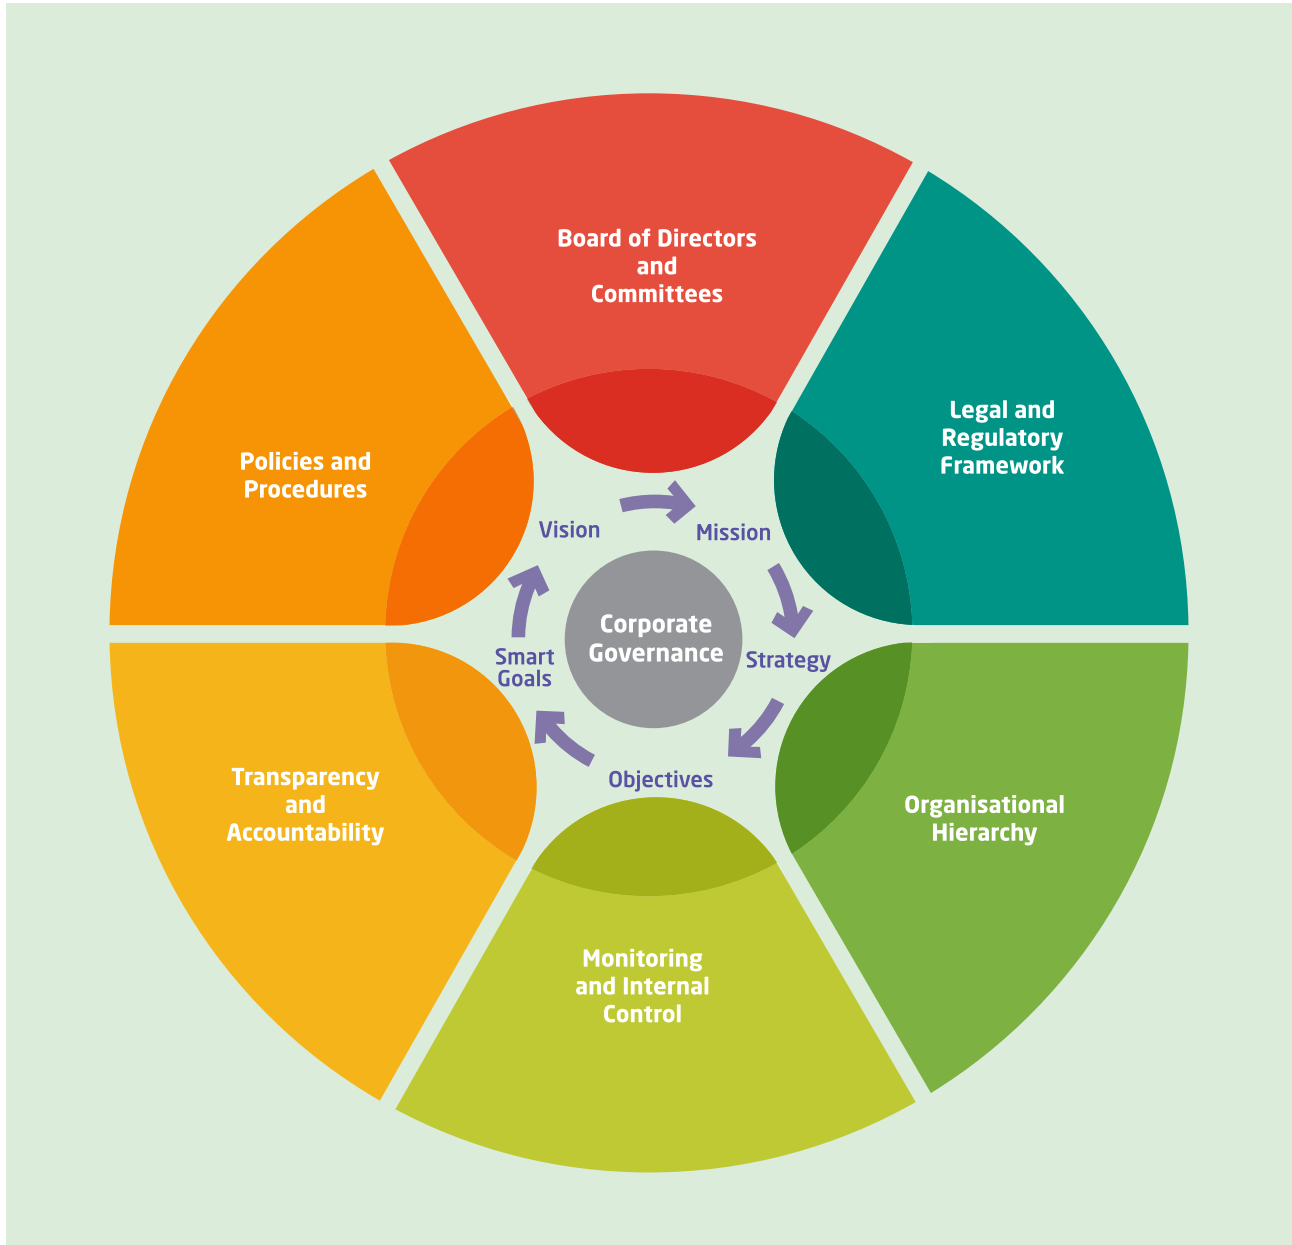 Board of Directors
and
Committees
Legal and
Regulatory
Framework
Policies and
Procedures
Vision
Mission
Corporate
Governance
Smart
Goals
Strategy
Objectives
Transparency
and
Accountability
Organisational
Hierarchy
Monitoring
and Internal
Control